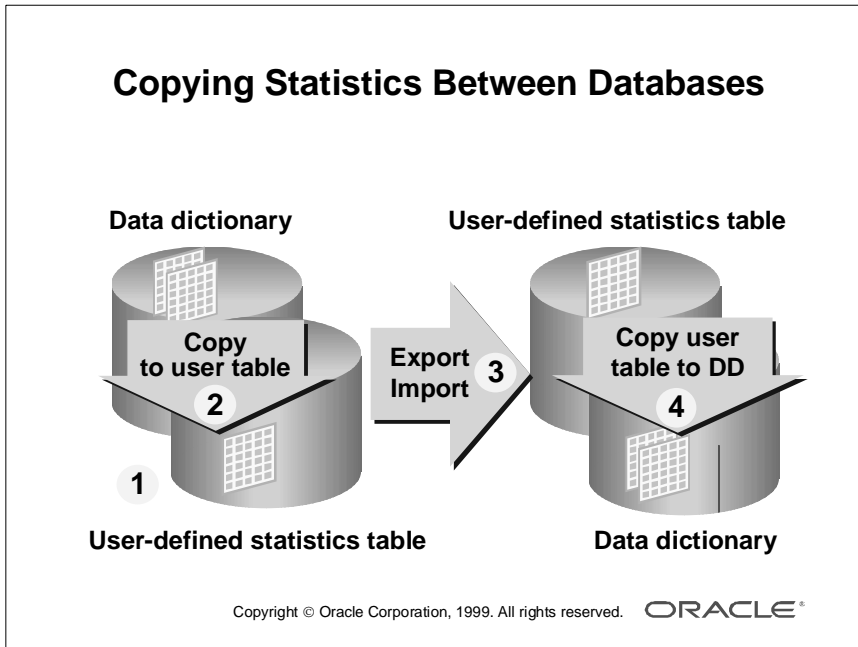 Copying Statistics Between Databases
Data dictionary
User-defined statistics table
Copy
to user table
2
Export
Import
3
Copy user
table to DD
4
1
User-defined statistics table
Data dictionary
Copyright © Oracle Corporation, 1999. All rights reserved.
ORACLE®